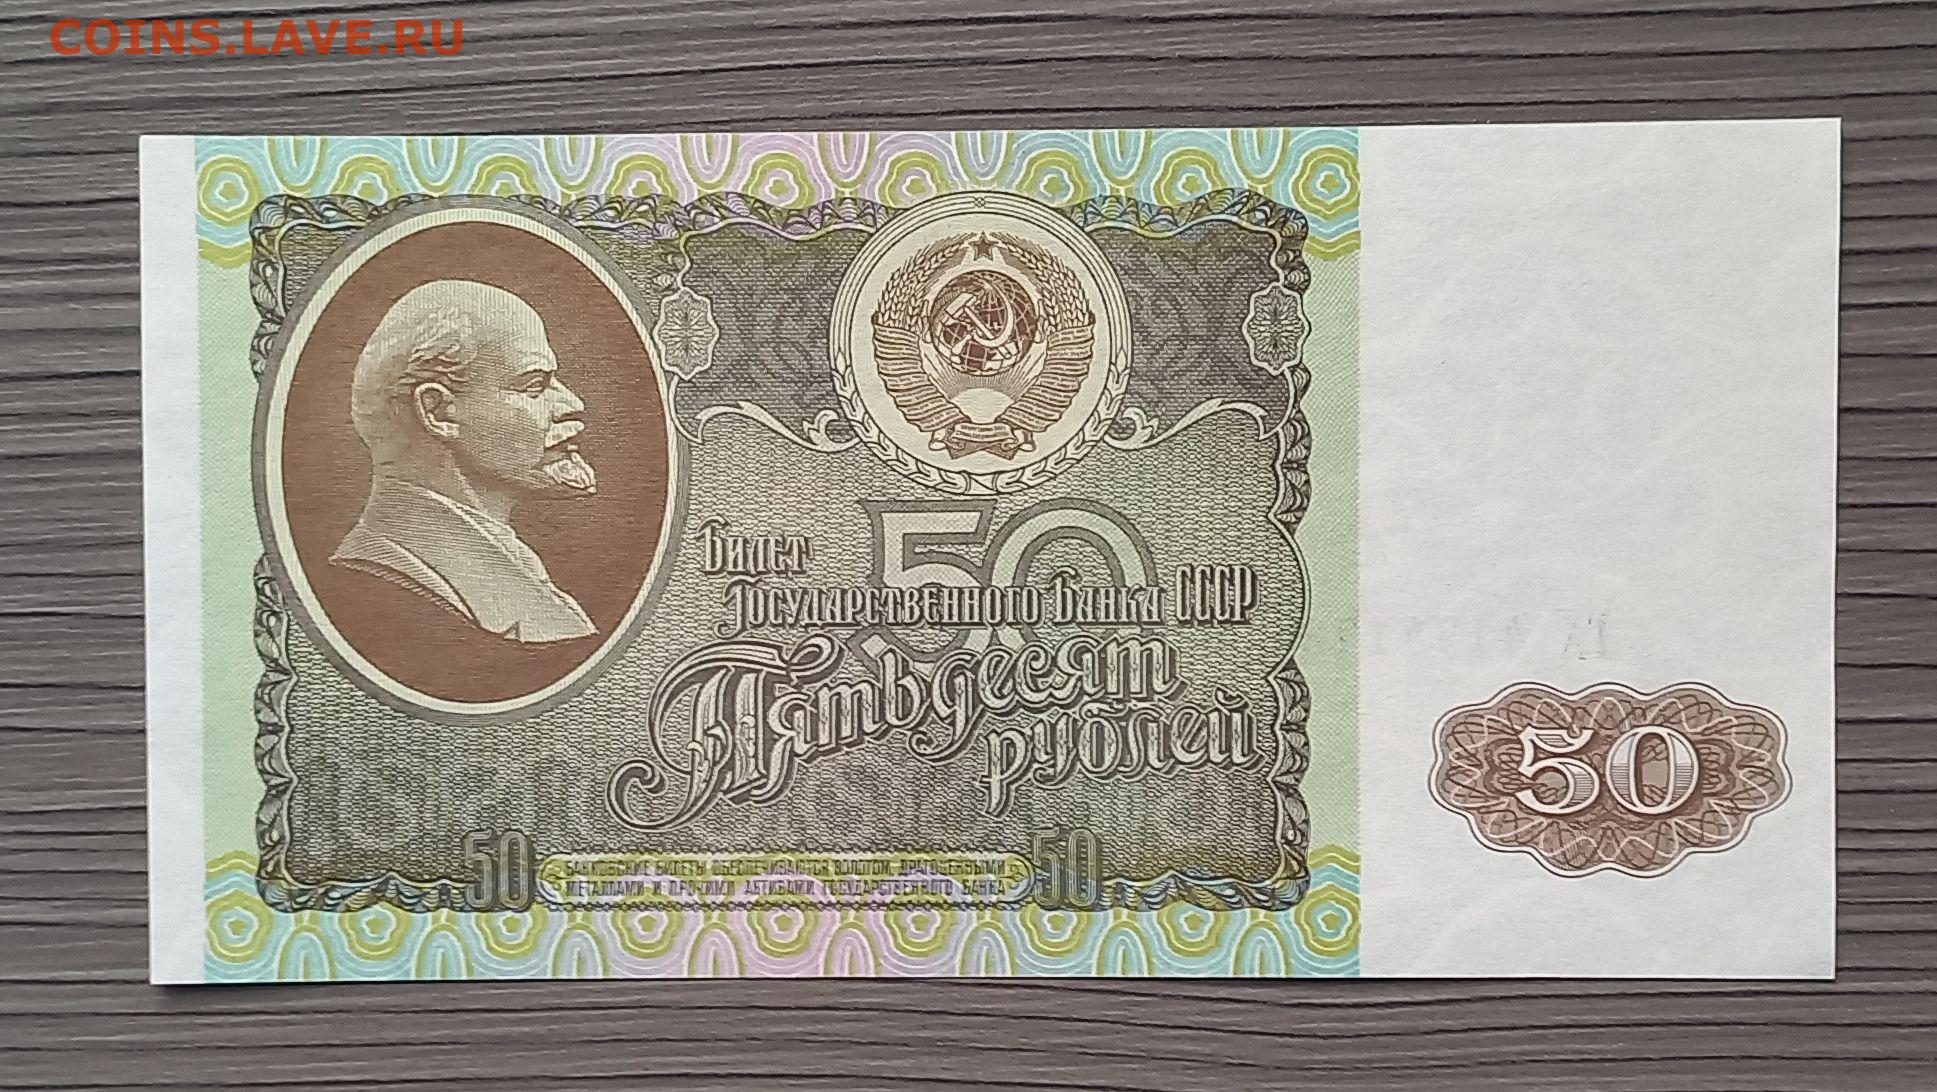 COINS.LAVE.RU
Билет
Государственного Банка СССР
50
Пятьдесят
рублей
50
50
БАНКОВСКИЕ БИЛЕТЫ ОБЕСПЕЧИВАЮТСЯ ЗОЛОТОМ, ДРАГОЦЕННЫМИ
МЕТАЛЛАМИ И ПРОЧИМИ АКТИВАМИ ГОСУДАРСТВЕННОГО БАНКА
50
50